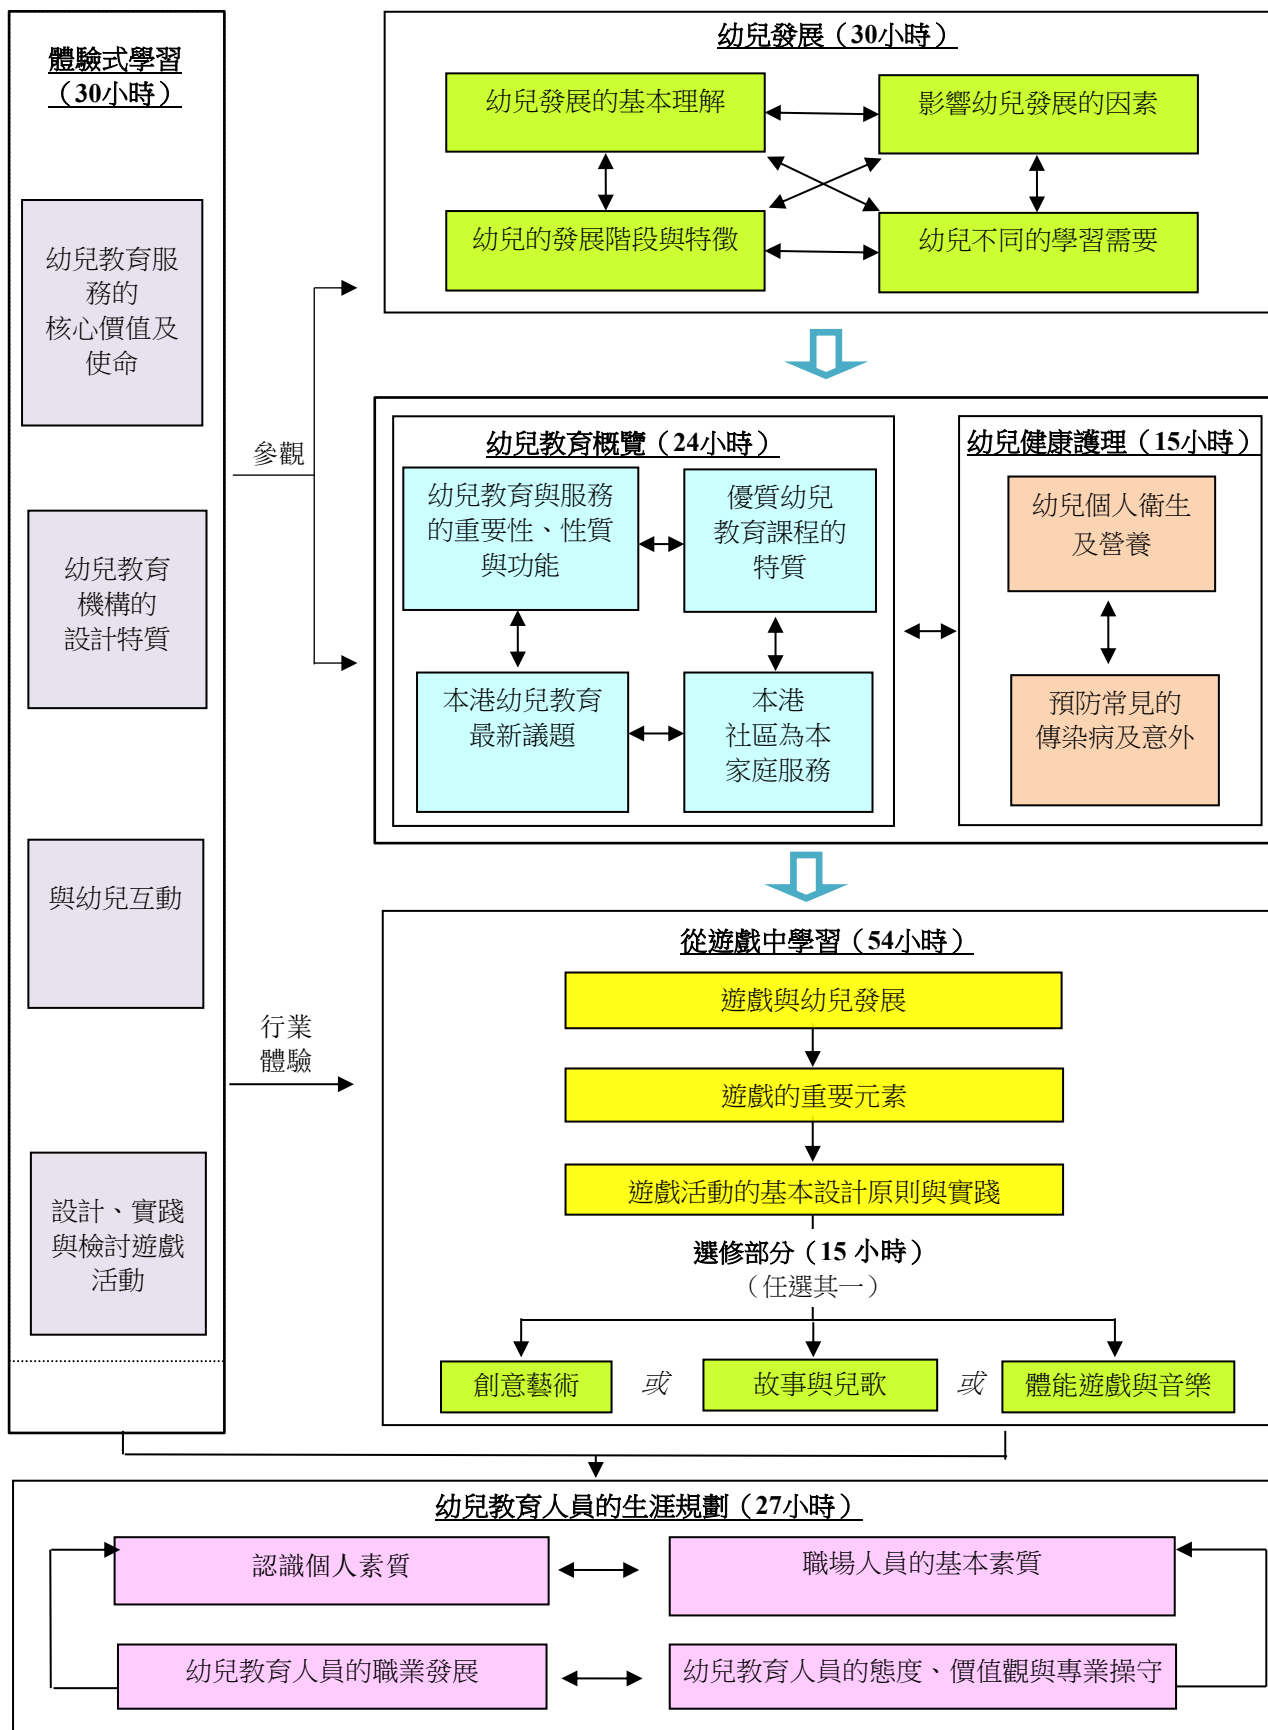 體驗式學習
（30小時）
幼兒教育服
務的
核心價值及
使命
幼兒教育
機構的
設計特質
與幼兒互動
設計、實踐
與檢討遊戲
活動
參觀
行業
體驗
幼兒發展（30小時）
幼兒發展的基本理解
影響幼兒發展的因素
幼兒的發展階段與特徵
幼兒不同的學習需要
幼兒教育概覽（24小時）
幼兒教育與服務
的重要性、性質
與功能
優質幼兒
教育課程的
特質
本港幼兒教育
最新議題
本港
社區為本
家庭服務
幼兒健康護理（15小時）
幼兒個人衛生
及營養
預防常見的
傳染病及意外
從遊戲中學習（54小時）
遊戲與幼兒發展
遊戲的重要元素
遊戲活動的基本設計原則與實踐
選修部分（15 小時）
（任選其一）
創意藝術 或 故事與兒歌 或 體能遊戲與音樂
幼兒教育人員的生涯規劃（27小時）
認識個人素質
職場人員的基本素質
幼兒教育人員的職業發展
幼兒教育人員的態度、價值觀與專業操守